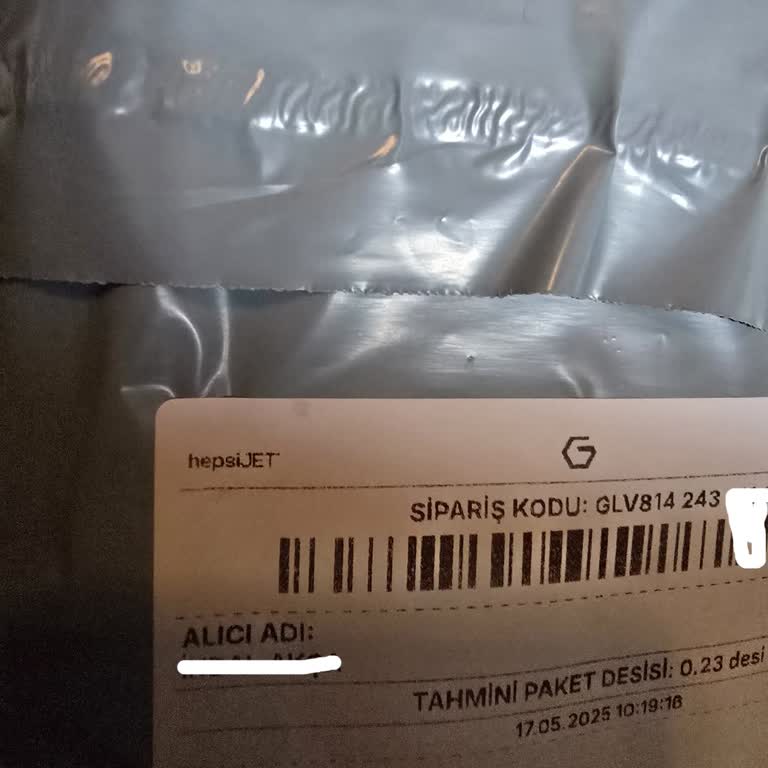 hepsiJET
SİPARİŞ KODU: GLV814 243
ALICI ADI:
TAHMİNİ PAKET DESİSİ: 0.23 desi
17.05.2025 10:19:16